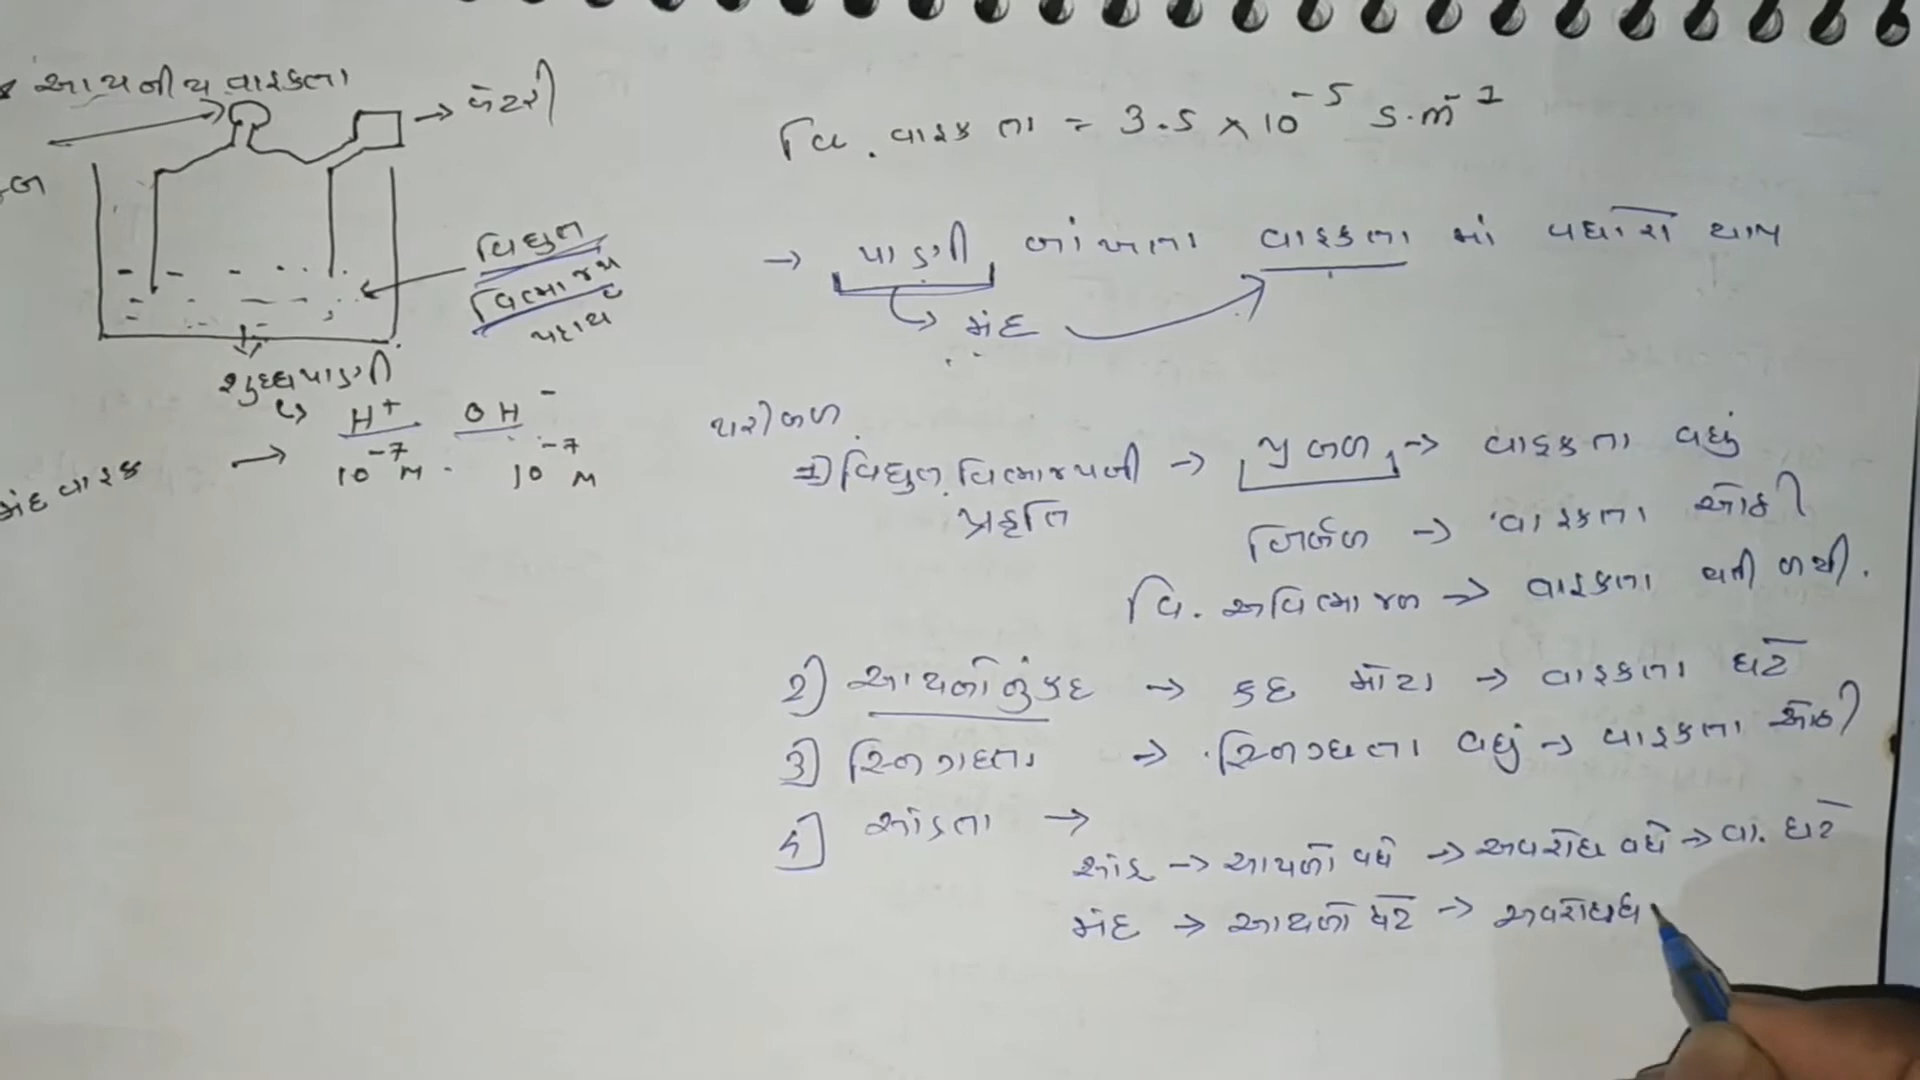 આયનીય વાહકતા
બેટરી
વિદ્યુત
વિભાજ્ય
પદાર્થ
શુદ્ધ પાણી
H⁺ OH⁻
10⁻⁷ M . 10⁻⁷ M
મંદ વાહક →
વિ. વાહકતા = 3.5 × 10⁻⁵ S.m⁻¹
→ પાણી નાંખતા વાહકતા માં વધારો થાય
મંદ
પરીબળ
1) વિદ્યુત વિભાજ્યની → પ્રબળ → વાહકતા વધું
પ્રકૃતિ
નિર્બળ → વાહકતા ઓછી
વિ. અવિભાજન → વાહકતા થતી નથી.
2) આયનોનું કદ → કદ મોટા → વાહકતા ઘટે
3) સ્નિગ્ધતા → સ્નિગ્ધતા વધું → વાહકતા ઓછી
4) સાંદ્રતા →
સાંદ્ર → આયનો વધે → અવરોધ વધે → વા. ઘટે
મંદ → આયનો ઘટે → અવરોધ ઘ